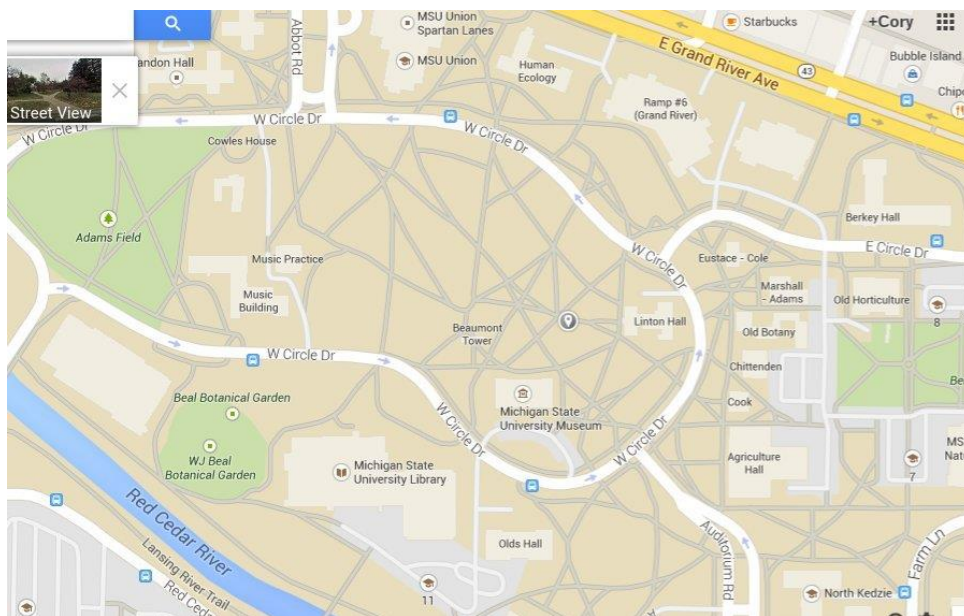 MSU Union
Spartan Lanes
MSU Union
Abbot Rd
Human
Ecology
E Grand River Ave
Starbucks
+Cory
43
Bubble Island
Street View
W Circle Dr
W Circle Dr
W Circle Dr
Cowles House
Ramp #6
(Grand River)
Adams Field
Berkey Hall
E Circle Dr
W Circle Dr
Eustace - Cole
Music Practice
Music
Building
Marshall
- Adams
Old Horticulture
8
Linton Hall
Old Botany
Beaumont
Tower
W Circle Dr
Chittenden
Beal Botanical Garden
Michigan State
University Museum
Cook
W Circle Dr
W Circle Dr
WJ Beal
Botanical Garden
Michigan State
University Library
Agriculture
Hall
7
Red Cedar River
Auditorium Rd
Olds Hall
Lansing River Trail
Farm Ln
11
North Kedzie
Red Cedar